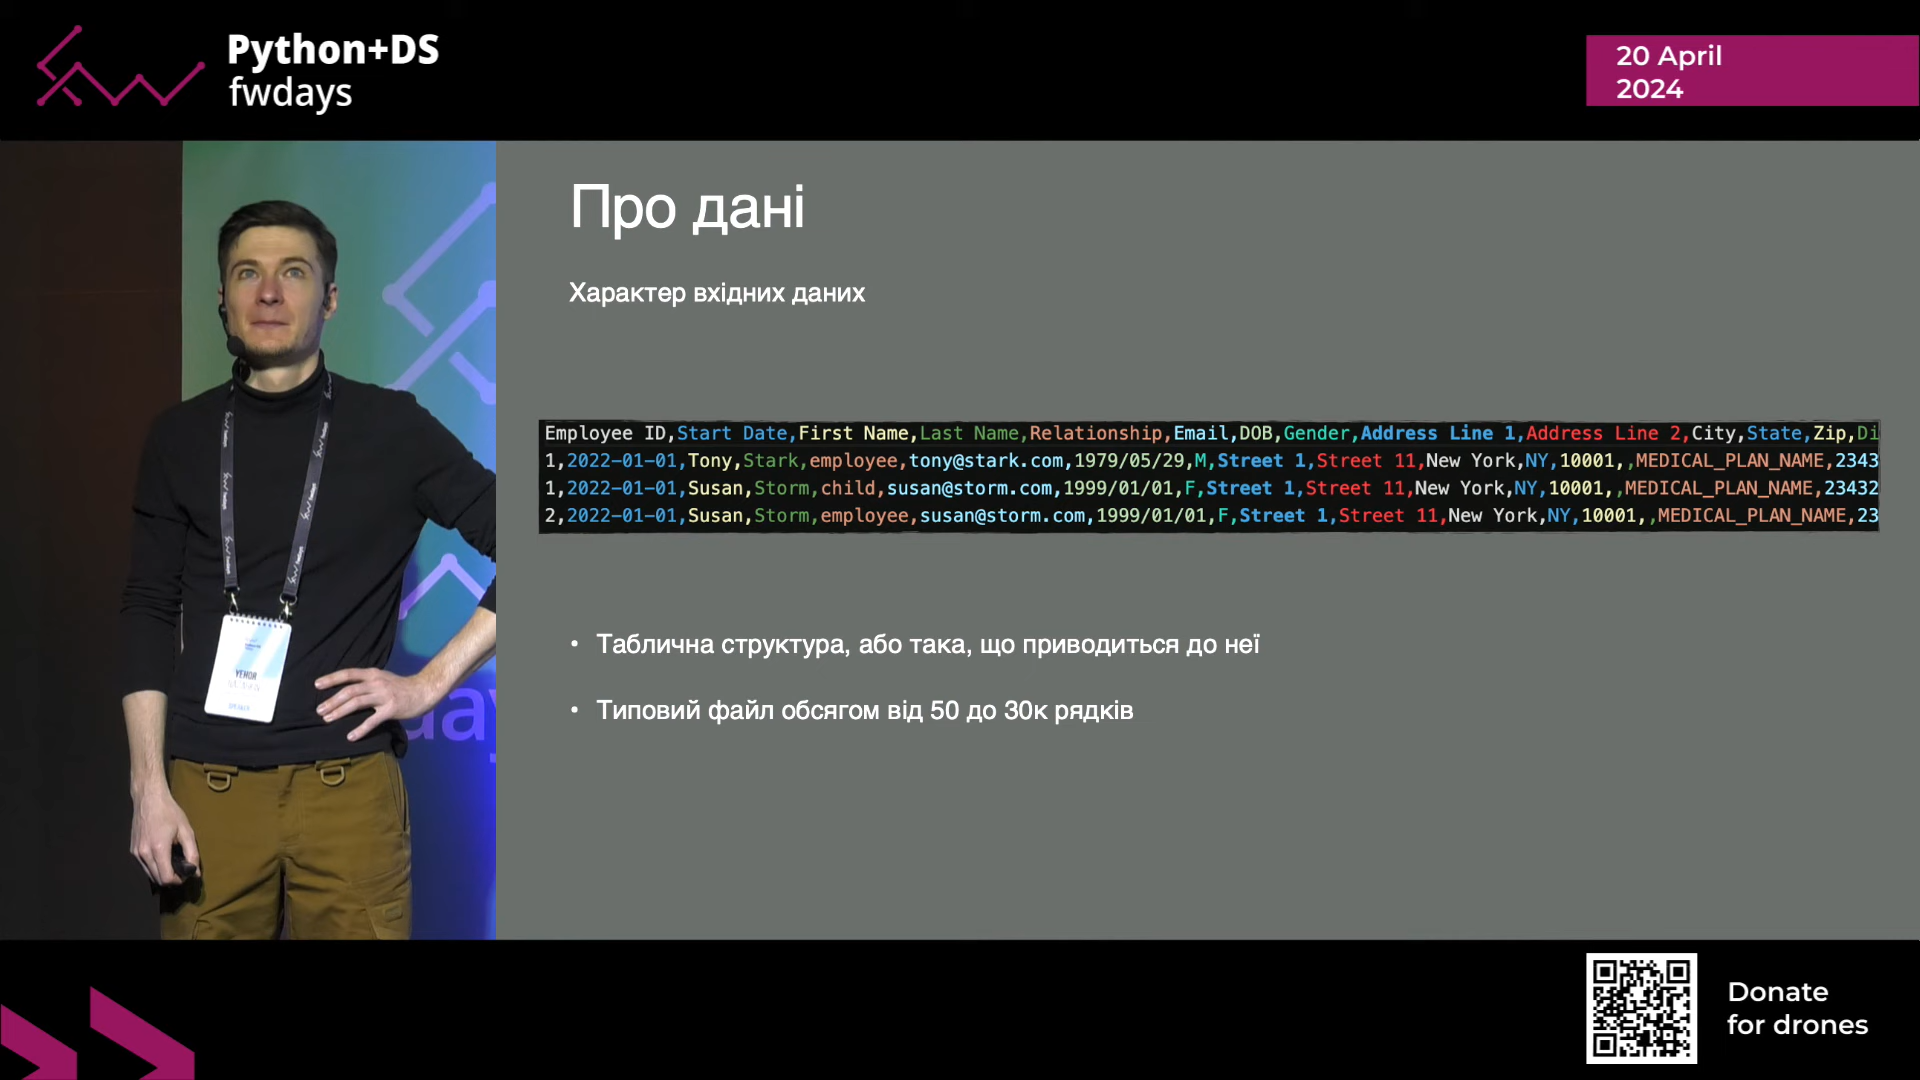 Python+DS
fwdays
20 April
2024
Про дані
Характер вхідних даних
Employee ID,Start Date,First Name,Last Name,Relationship,Email,DOB,Gender,Address Line 1,Address Line 2,City,State,Zip,Di
1,2022-01-01,Tony,Stark,employee,tony@stark.com,1979/05/29,M,Street 1,Street 11,New York,NY,10001,,MEDICAL_PLAN_NAME,2343
1,2022-01-01,Susan,Storm,child,susan@storm.com,1999/01/01,F,Street 1,Street 11,New York,NY,10001,,MEDICAL_PLAN_NAME,23432
2,2022-01-01,Susan,Storm,employee,susan@storm.com,1999/01/01,F,Street 1,Street 11,New York,NY,10001,,MEDICAL_PLAN_NAME,23
• Таблична структура, або така, що приводиться до неї
• Типовий файл обсягом від 50 до 30к рядків
YEHOR
Donate
for drones